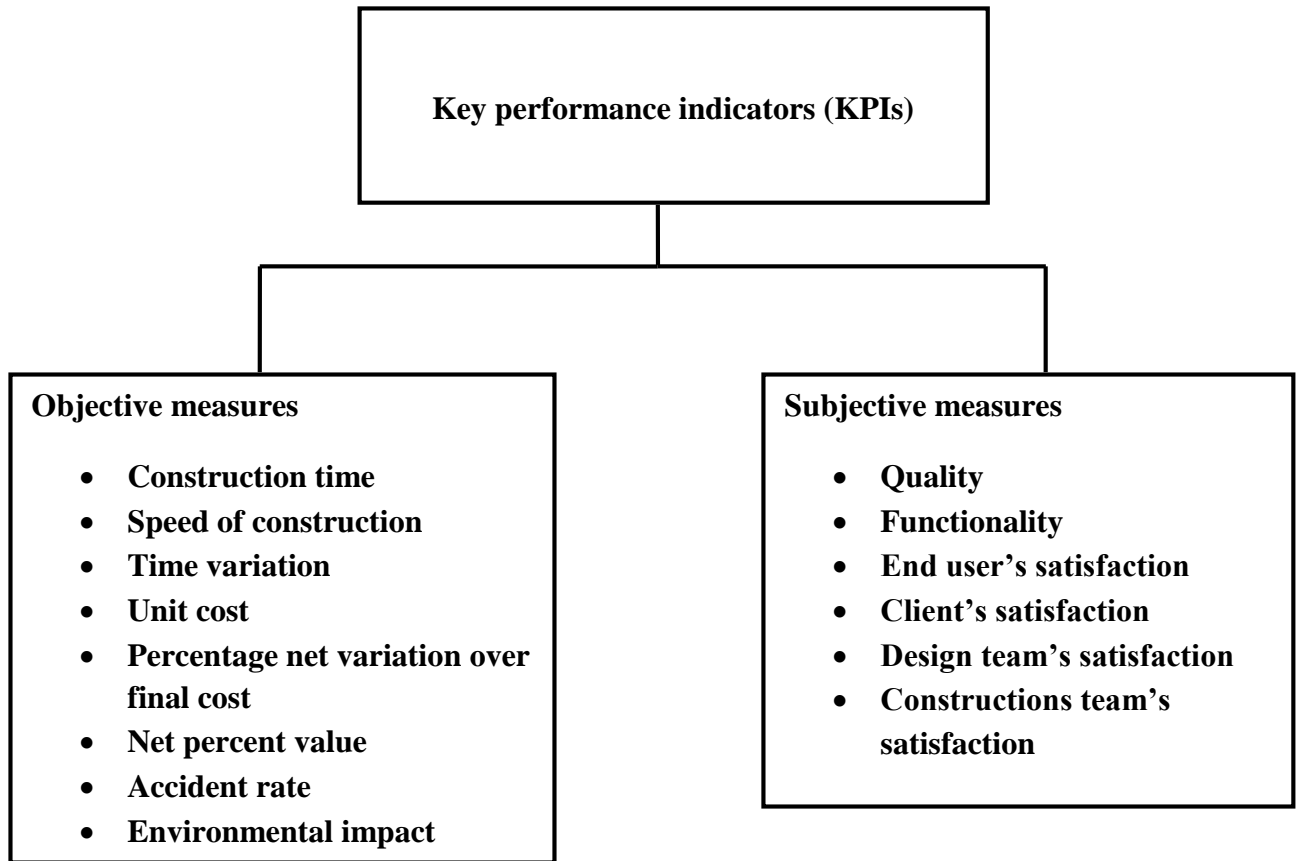 Key performance indicators (KPIs)
Objective measures
• Construction time
• Speed of construction
• Time variation
• Unit cost
• Percentage net variation over
final cost
• Net percent value
• Accident rate
• Environmental impact
Subjective measures
• Quality
• Functionality
• End user’s satisfaction
• Client’s satisfaction
• Design team’s satisfaction
• Constructions team’s
satisfaction